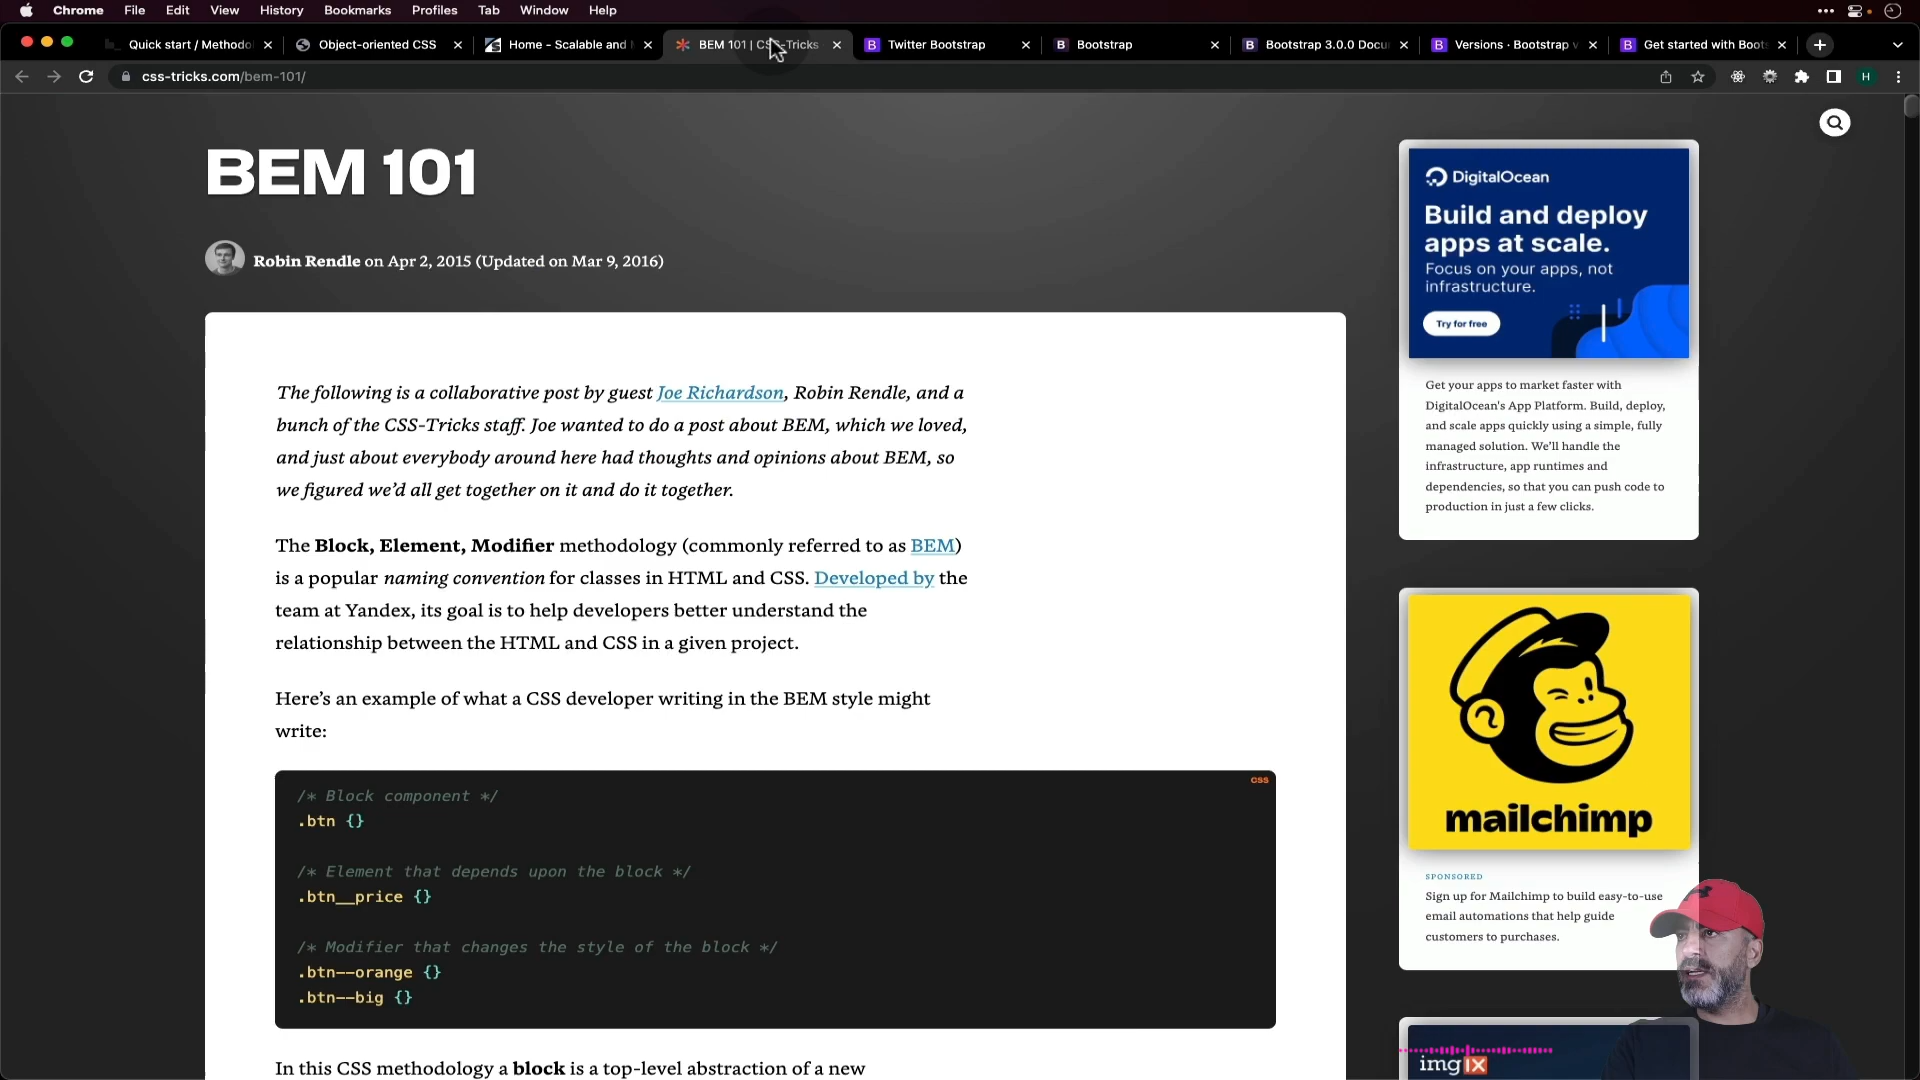 Chrome File Edit View History Bookmarks Profiles Tab Window Help
Quick start / Methodo Object-oriented CSS Home - Scalable and BEM 101 | CS -Tricks Twitter Bootstrap Bootstrap Bootstrap 3.0.0 Docu Versions · Bootstrap v Get started with Boot
css-tricks.com/bem-101/
H
BEM 101
Robin Rendle on Apr 2, 2015 (Updated on Mar 9, 2016)
The following is a collaborative post by guest Joe Richardson, Robin Rendle, and a
bunch of the CSS-Tricks staff. Joe wanted to do a post about BEM, which we loved,
and just about everybody around here had thoughts and opinions about BEM, so
we figured we’d all get together on it and do it together.
The Block, Element, Modifier methodology (commonly referred to as BEM)
is a popular naming convention for classes in HTML and CSS. Developed by the
team at Yandex, its goal is to help developers better understand the
relationship between the HTML and CSS in a given project.
Here’s an example of what a CSS developer writing in the BEM style might
write:
CSS
/* Block component */
.btn {}
/* Element that depends upon the block */
.btn__price {}
/* Modifier that changes the style of the block */
.btn--orange {}
.btn--big {}
In this CSS methodology a block is a top-level abstraction of a new
DigitalOcean
Build and deploy
apps at scale.
Focus on your apps, not
infrastructure.
Try for free
Get your apps to market faster with
DigitalOcean's App Platform. Build, deploy,
and scale apps quickly using a simple, fully
managed solution. We’ll handle the
infrastructure, app runtimes and
dependencies, so that you can push code to
production in just a few clicks.
mailchimp
SPONSORED
Sign up for Mailchimp to build easy-to-use
email automations that help guide
customers to purchases.
imgIX